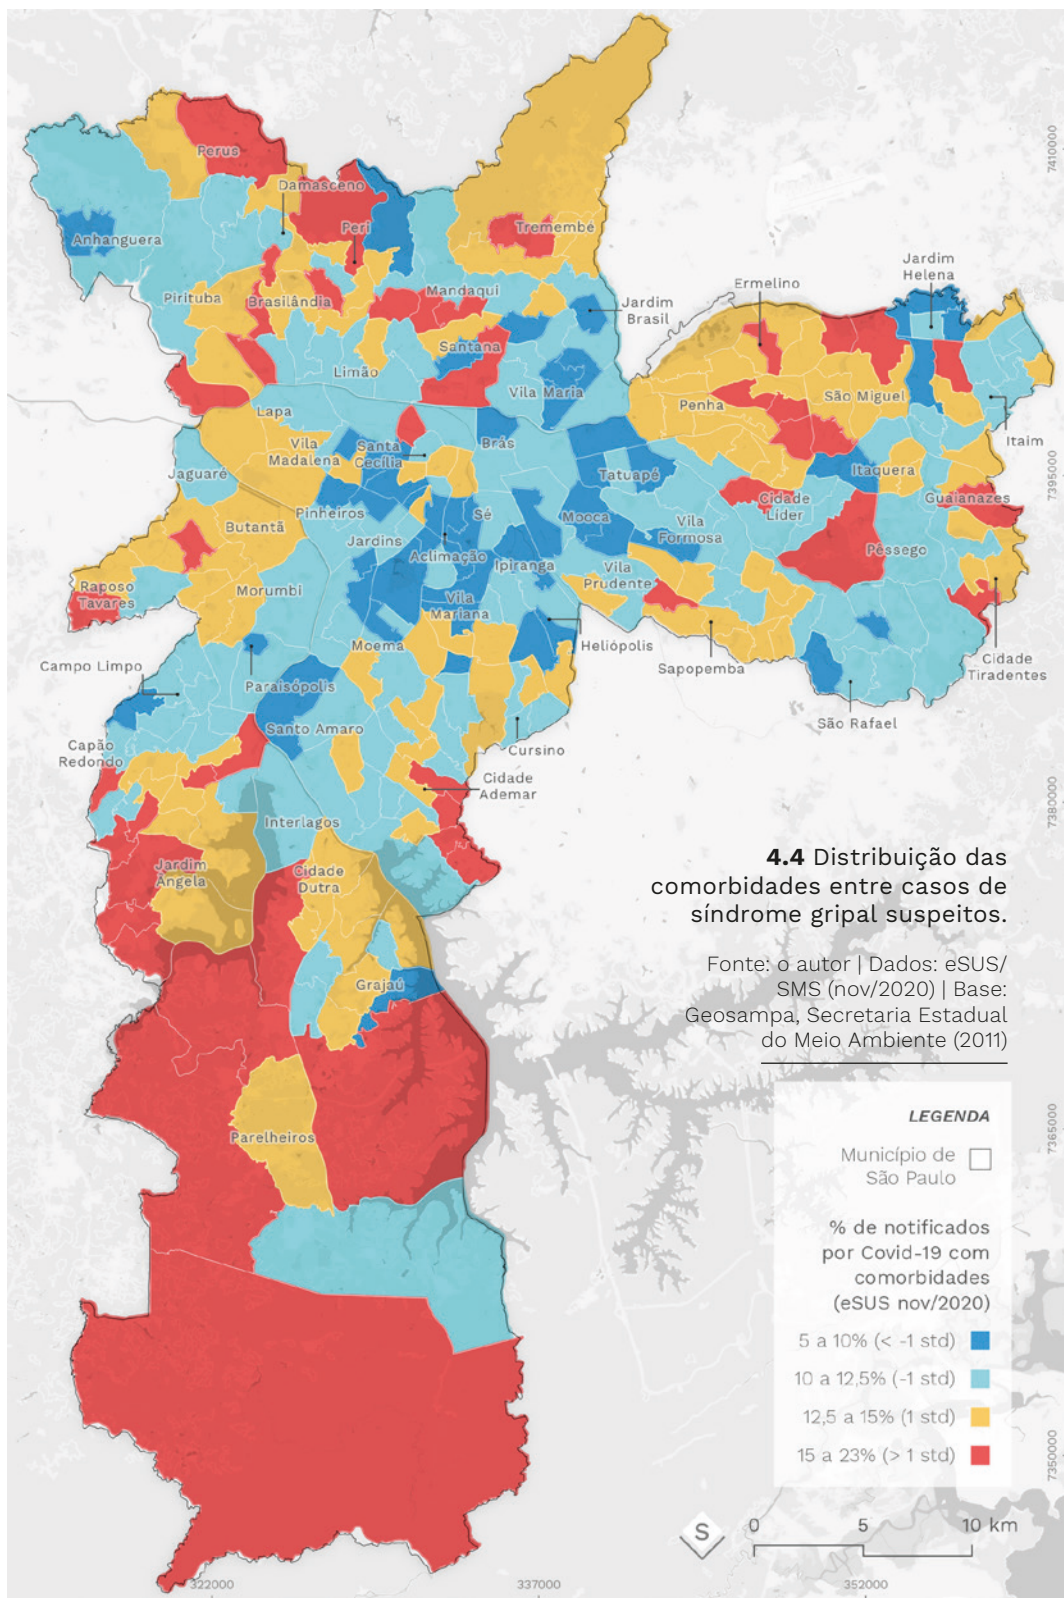 Perus
Damasceno
Peri
Anhanguera
Tremembé
Jardim
Helena
Ermelino
Pirituba
Brasilândia
Mandaqui
Jardim
Brasil
Santana
Limão
Vila Maria
São Miguel
Penha
Lapa
Vila
Madalena
Santa
Cecília
Brás
Itaim
Jaguaré
Tatuapé
Itaquera
Pinheiros
Sé
Mooca
Cidade
Líder
Guaianazes
Butantã
Jardins
Vila
Formosa
Aclimação
Ipiranga
Pêssego
Raposo
Tavares
Morumbi
Vila
Prudente
Vila
Mariana
Moema
Heliópolis
Sapopemba
Cidade
Tiradentes
Campo Limpo
Paraisópolis
São Rafael
Santo Amaro
Capão
Redondo
Cursino
Cidade
Ademar
Interlagos
Jardim
Ângela
Cidade
Dutra
Grajaú
Parelheiros
7410000
7395000
7380000
7365000
7350000
4.4 Distribuição das
comorbidades entre casos de
síndrome gripal suspeitos.
Fonte: o autor | Dados: eSUS/
SMS (nov/2020) | Base:
Geosampa, Secretaria Estadual
do Meio Ambiente (2011)
LEGENDA
Município de
São Paulo
% de notificados
por Covid-19 com
comorbidades
(eSUS nov/2020)
5 a 10% (< -1 std)
10 a 12,5% (-1 std)
12,5 a 15% (1 std)
15 a 23% (> 1 std)
S
0 5 10 km
322000 337000 352000